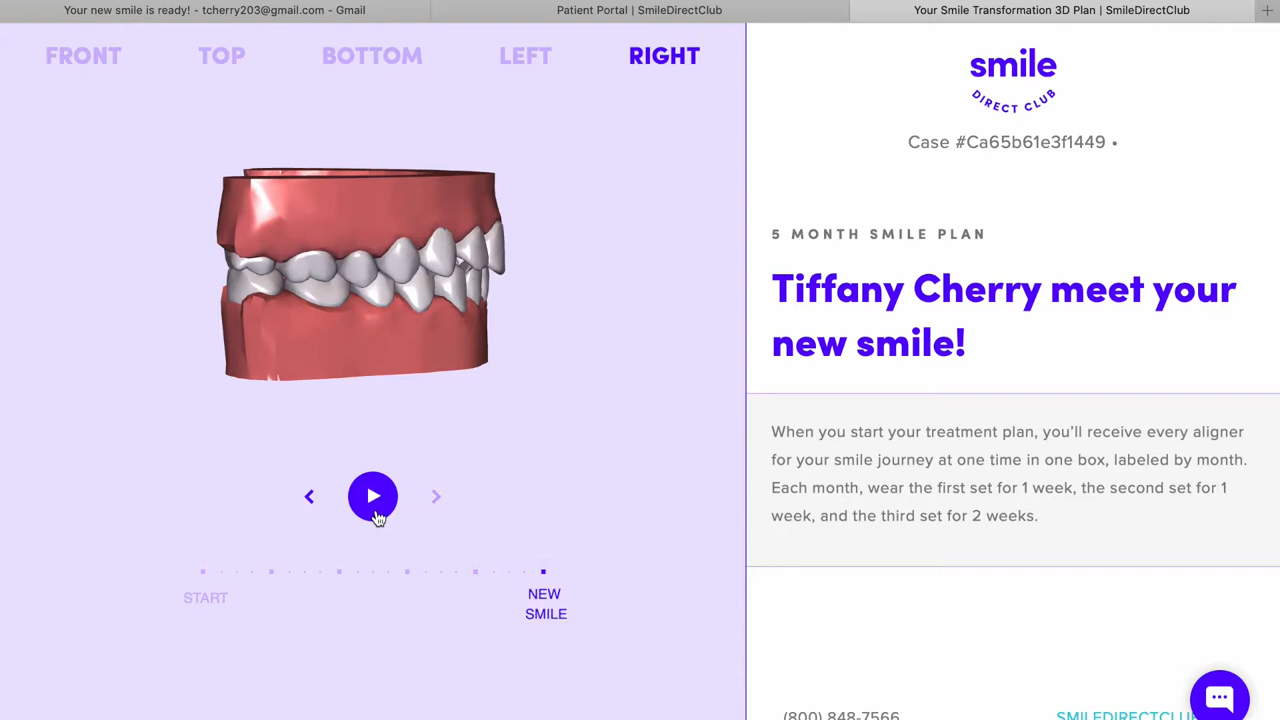 Your new smile is ready! - tcherry203@gmail.com - Gmail
Patient Portal | SmileDirectClub
Your Smile Transformation 3D Plan | SmileDirectClub
FRONT
TOP
BOTTOM
LEFT
RIGHT
START
NEW
SMILE
smile
DIRECT CLUB
Case #Ca65b61e3f1449 •
5 MONTH SMILE PLAN
Tiffany Cherry meet your
new smile!
When you start your treatment plan, you’ll receive every aligner
for your smile journey at one time in one box, labeled by month.
Each month, wear the first set for 1 week, the second set for 1
week, and the third set for 2 weeks.
(800) 848-7566